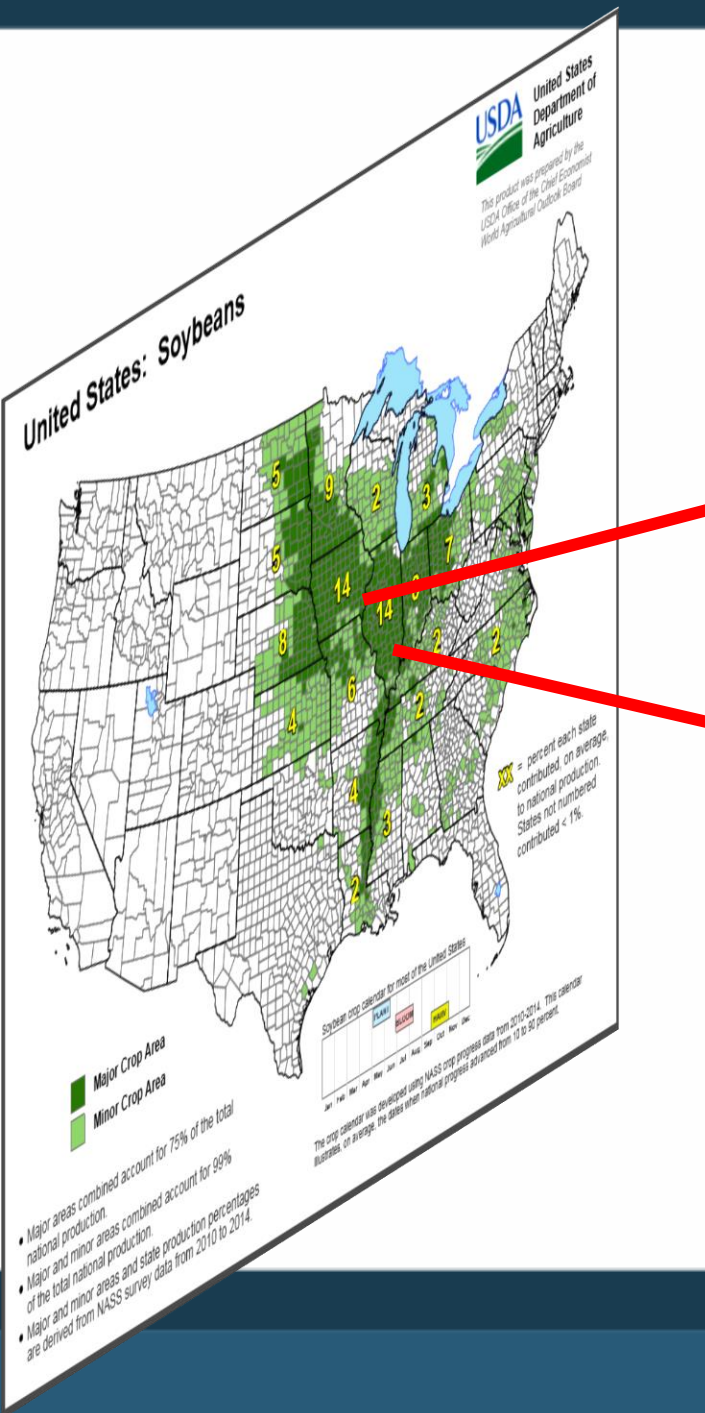 USDA
United States
Department of
Agriculture
This product was prepared by the
USDA Office of the Chief Economist
World Agricultural Outlook Board
United States: Soybeans
5
9
2
3
5
14
14
7
8
6
2
2
4
2
4
3
2
xx = percent each state
contributed, on average,
to national production.
States not numbered
contributed < 1%.
Major Crop Area
Minor Crop Area
Soybean crop calendar for most of the United States
PLANT
BLOOM
Jan Feb Mar Apr May Jun Jul Aug Sep Oct Nov Dec
The crop calendar was developed using NASS crop progress data from 2010-2014. This calendar
illustrates, on average, the dates when national progress advanced from 10 to 90 percent.
• Major areas combined account for 75% of the total
national production.
• Major and minor areas combined account for 99%
of the total national production.
• Major and minor areas and state production percentages
are derived from NASS survey data from 2010 to 2014.